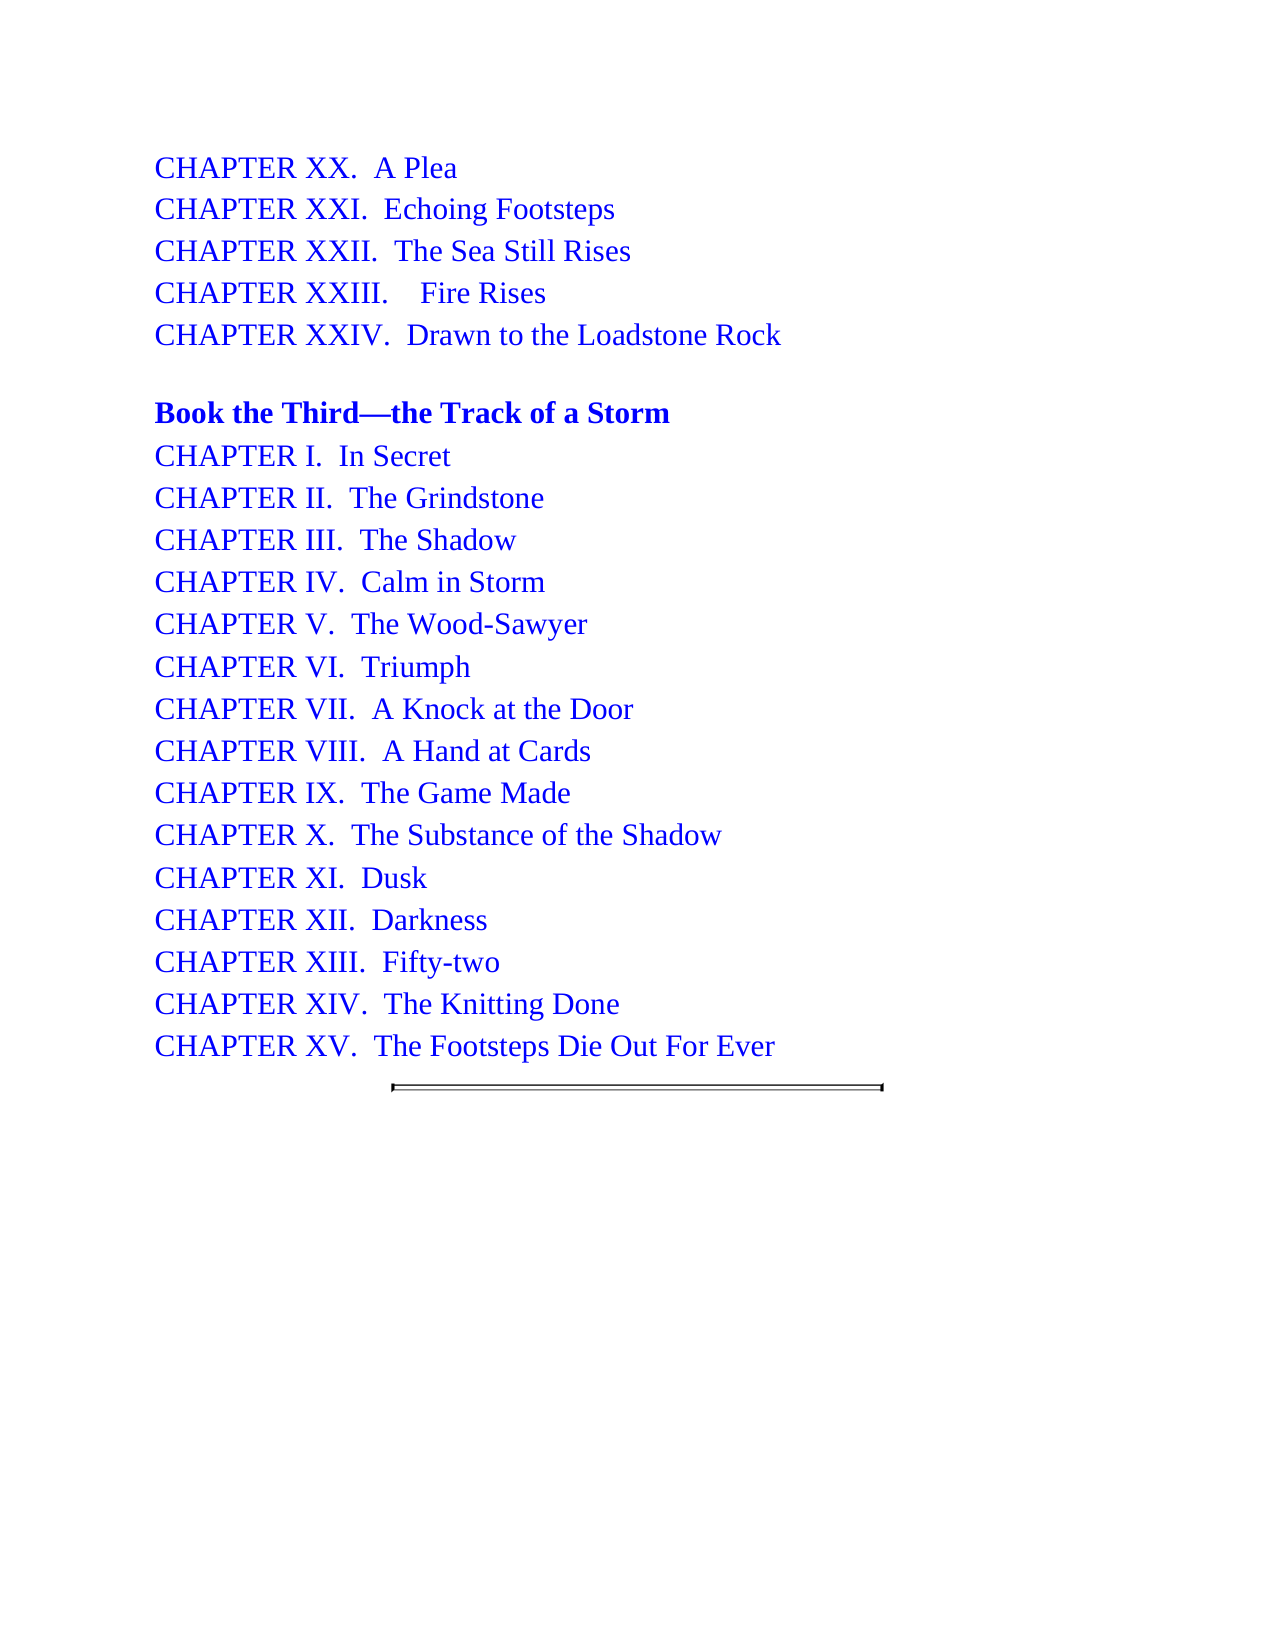 CHAPTER XX.  A Plea
CHAPTER XXI.  Echoing Footsteps
CHAPTER XXII.  The Sea Still Rises
CHAPTER XXIII.    Fire Rises
CHAPTER XXIV.  Drawn to the Loadstone Rock
Book the Third—the Track of a Storm
CHAPTER I.  In Secret
CHAPTER II.  The Grindstone
CHAPTER III.  The Shadow
CHAPTER IV.  Calm in Storm
CHAPTER V.  The Wood-Sawyer
CHAPTER VI.  Triumph
CHAPTER VII.  A Knock at the Door
CHAPTER VIII.  A Hand at Cards
CHAPTER IX.  The Game Made
CHAPTER X.  The Substance of the Shadow
CHAPTER XI.  Dusk
CHAPTER XII.  Darkness
CHAPTER XIII.  Fifty-two
CHAPTER XIV.  The Knitting Done
CHAPTER XV.  The Footsteps Die Out For Ever